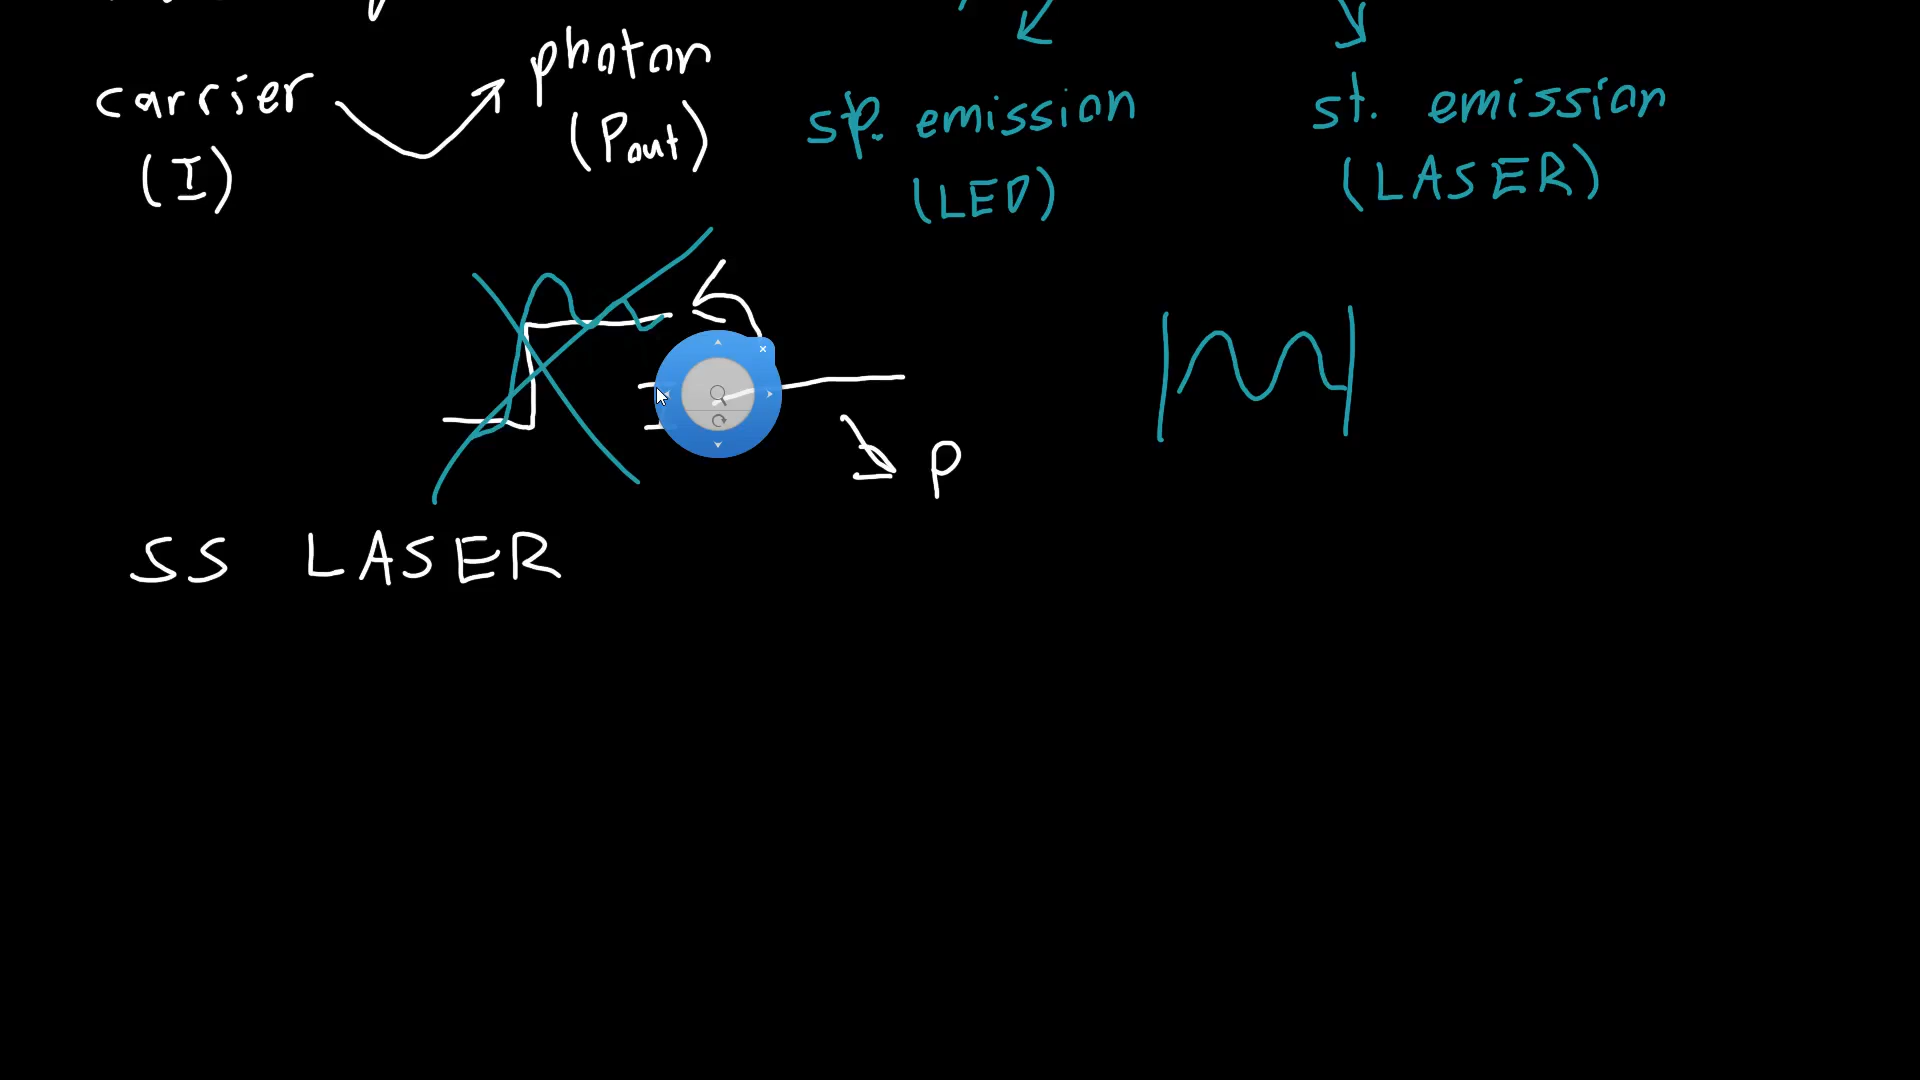 carrier
(I)
photon
(Pout)
sp. emission
(LED)
st. emission
(LASER)
P
SS LASER